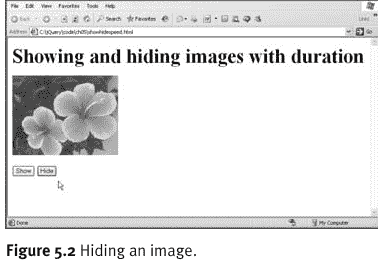 File Edit View Favorites Tools Help
Back Search Favorites
Address C:\jQuery\code\ch05\showhidespeed.html Go Links
Showing and hiding images with duration
Show Hide
Done My Computer
Figure 5.2 Hiding an image.